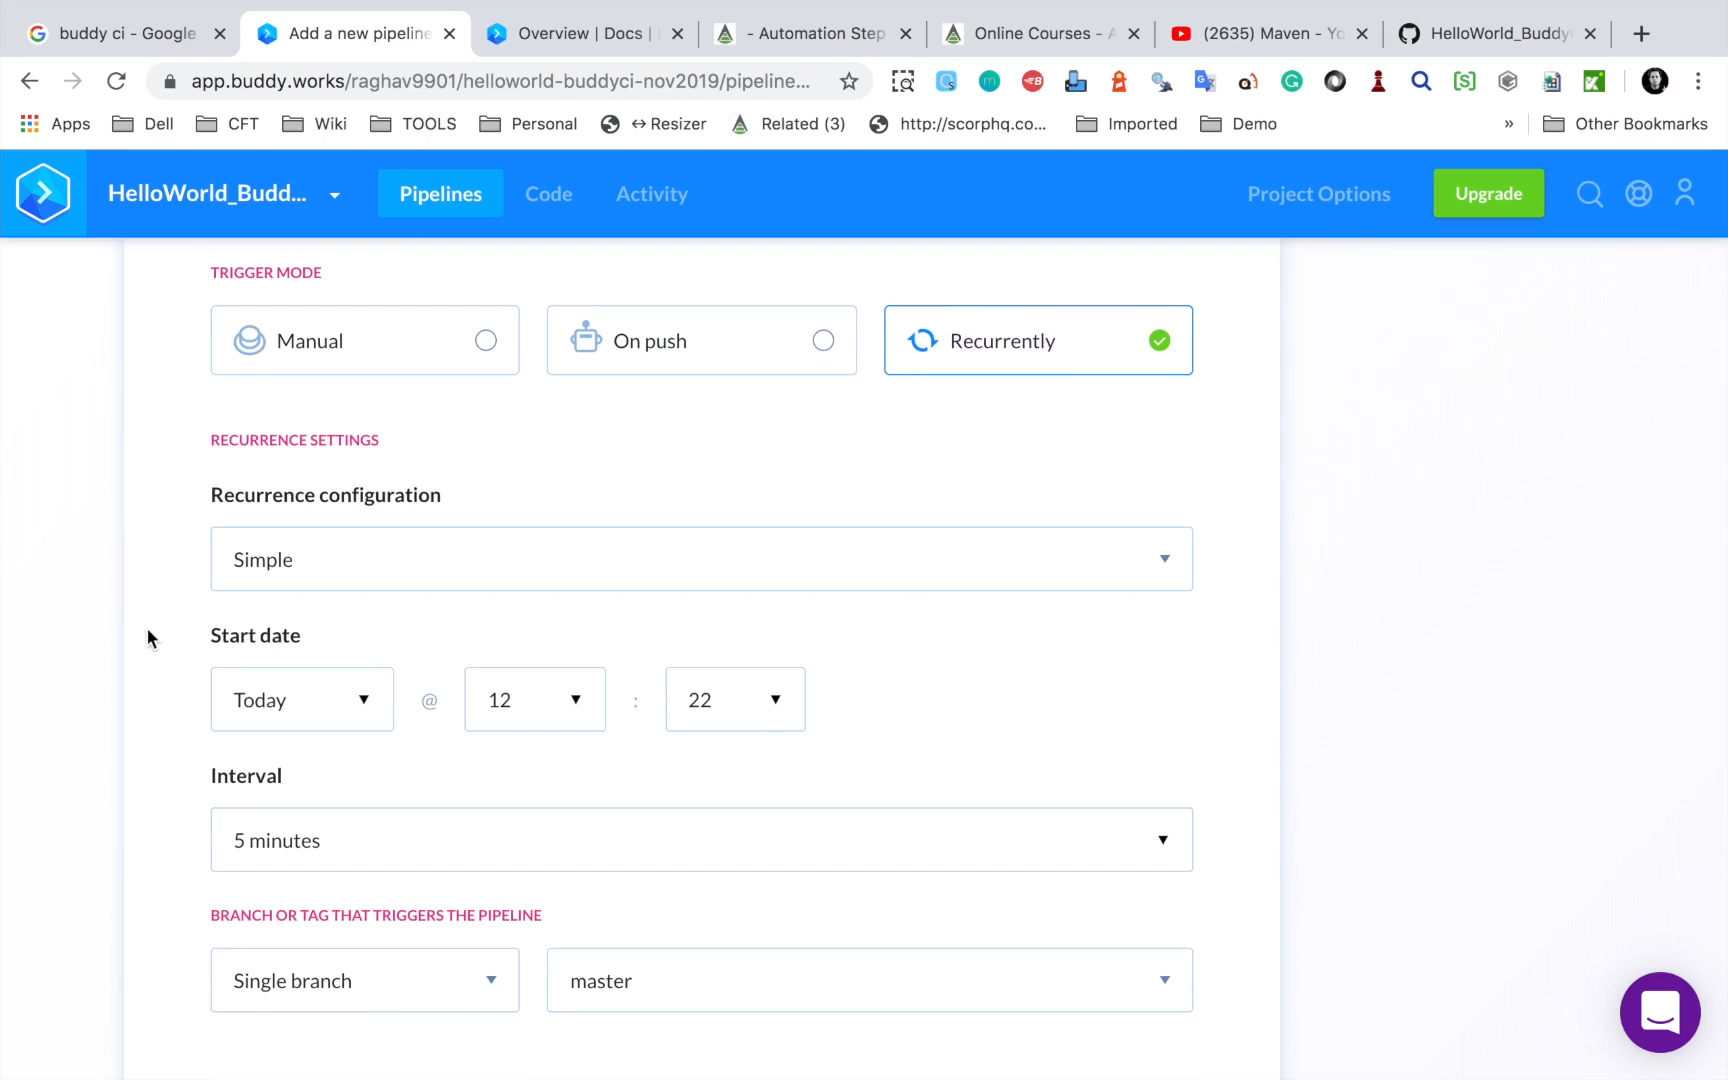 buddy ci - Google
Add a new pipeline
Overview | Docs |
- Automation Step
Online Courses - A
(2635) Maven - Yo
HelloWorld_Buddy
app.buddy.works/raghav9901/helloworld-buddyci-nov2019/pipeline...
Apps
Dell
CFT
Wiki
TOOLS
Personal
↔ Resizer
Related (3)
http://scorphq.co...
Imported
Demo
»
Other Bookmarks
HelloWorld_Budd...
Pipelines
Code
Activity
Project Options
Upgrade
TRIGGER MODE
Manual
On push
Recurrently
RECURRENCE SETTINGS
Recurrence configuration
Simple
Start date
Today @ 12 : 22
Interval
5 minutes
BRANCH OR TAG THAT TRIGGERS THE PIPELINE
Single branch
master